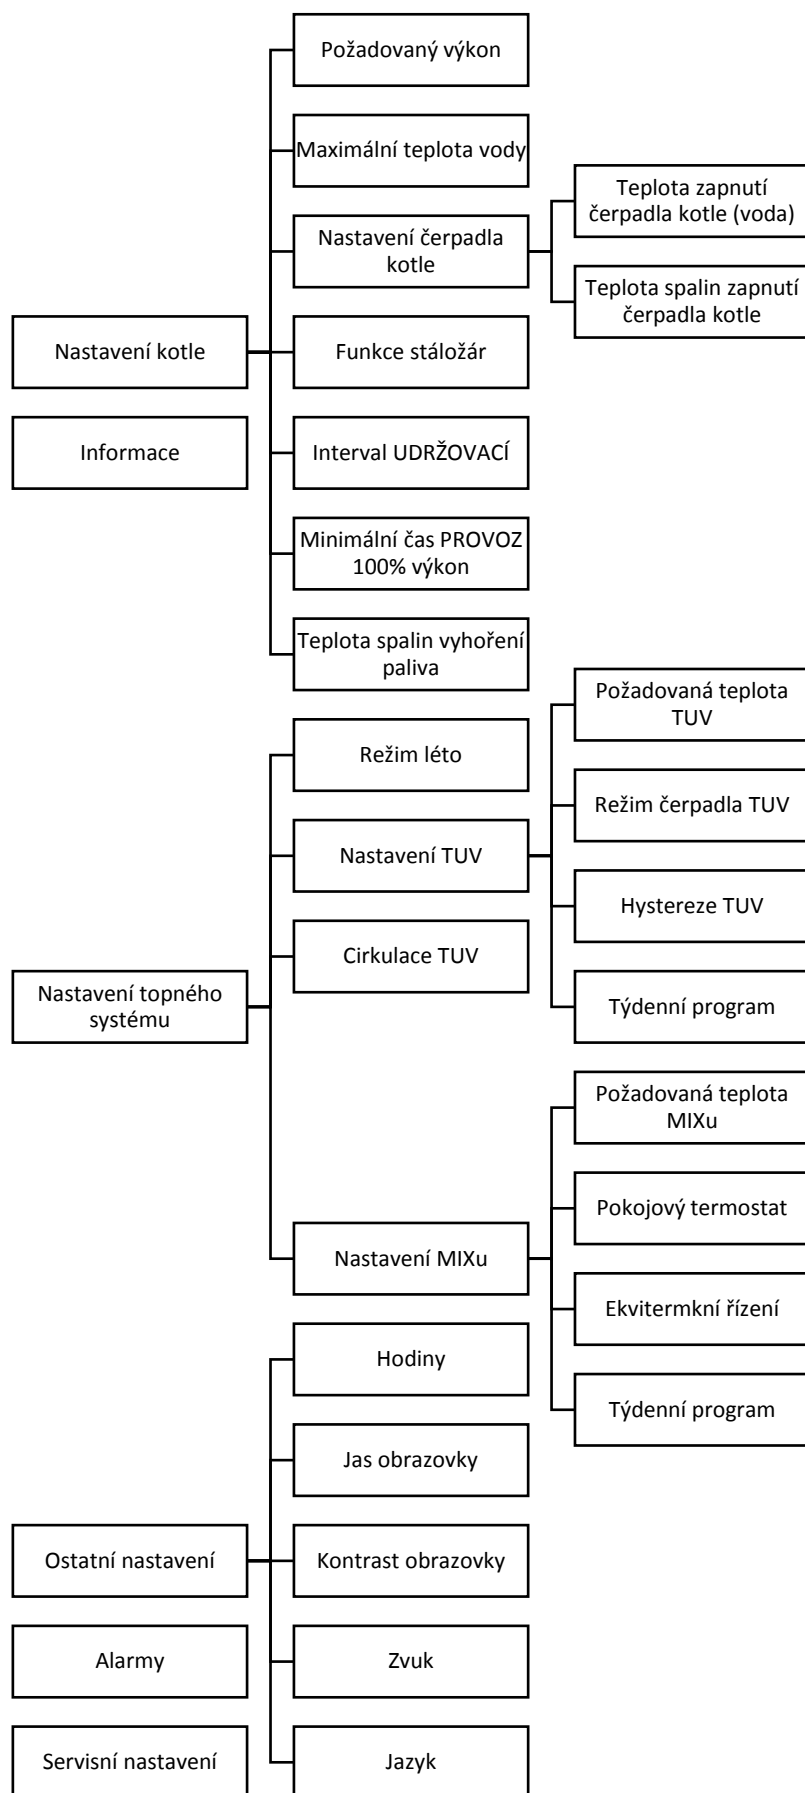 Požadovaný výkon
Maximální teplota vody
Teplota zapnutí
čerpadla kotle (voda)
Nastavení čerpadla
kotle
Teplota spalin zapnutí
čerpadla kotle
Nastavení kotle
Funkce stáložár
Informace
Interval UDRŽOVACÍ
Minimální čas PROVOZ
100% výkon
Teplota spalin vyhoření
paliva
Požadovaná teplota
TUV
Režim léto
Režim čerpadla TUV
Nastavení TUV
Hystereze TUV
Cirkulace TUV
Nastavení topného
systému
Týdenní program
Požadovaná teplota
MIXu
Pokojový termostat
Nastavení MIXu
Ekvitermkní řízení
Hodiny
Týdenní program
Jas obrazovky
Ostatní nastavení
Kontrast obrazovky
Alarmy
Zvuk
Servisní nastavení
Jazyk